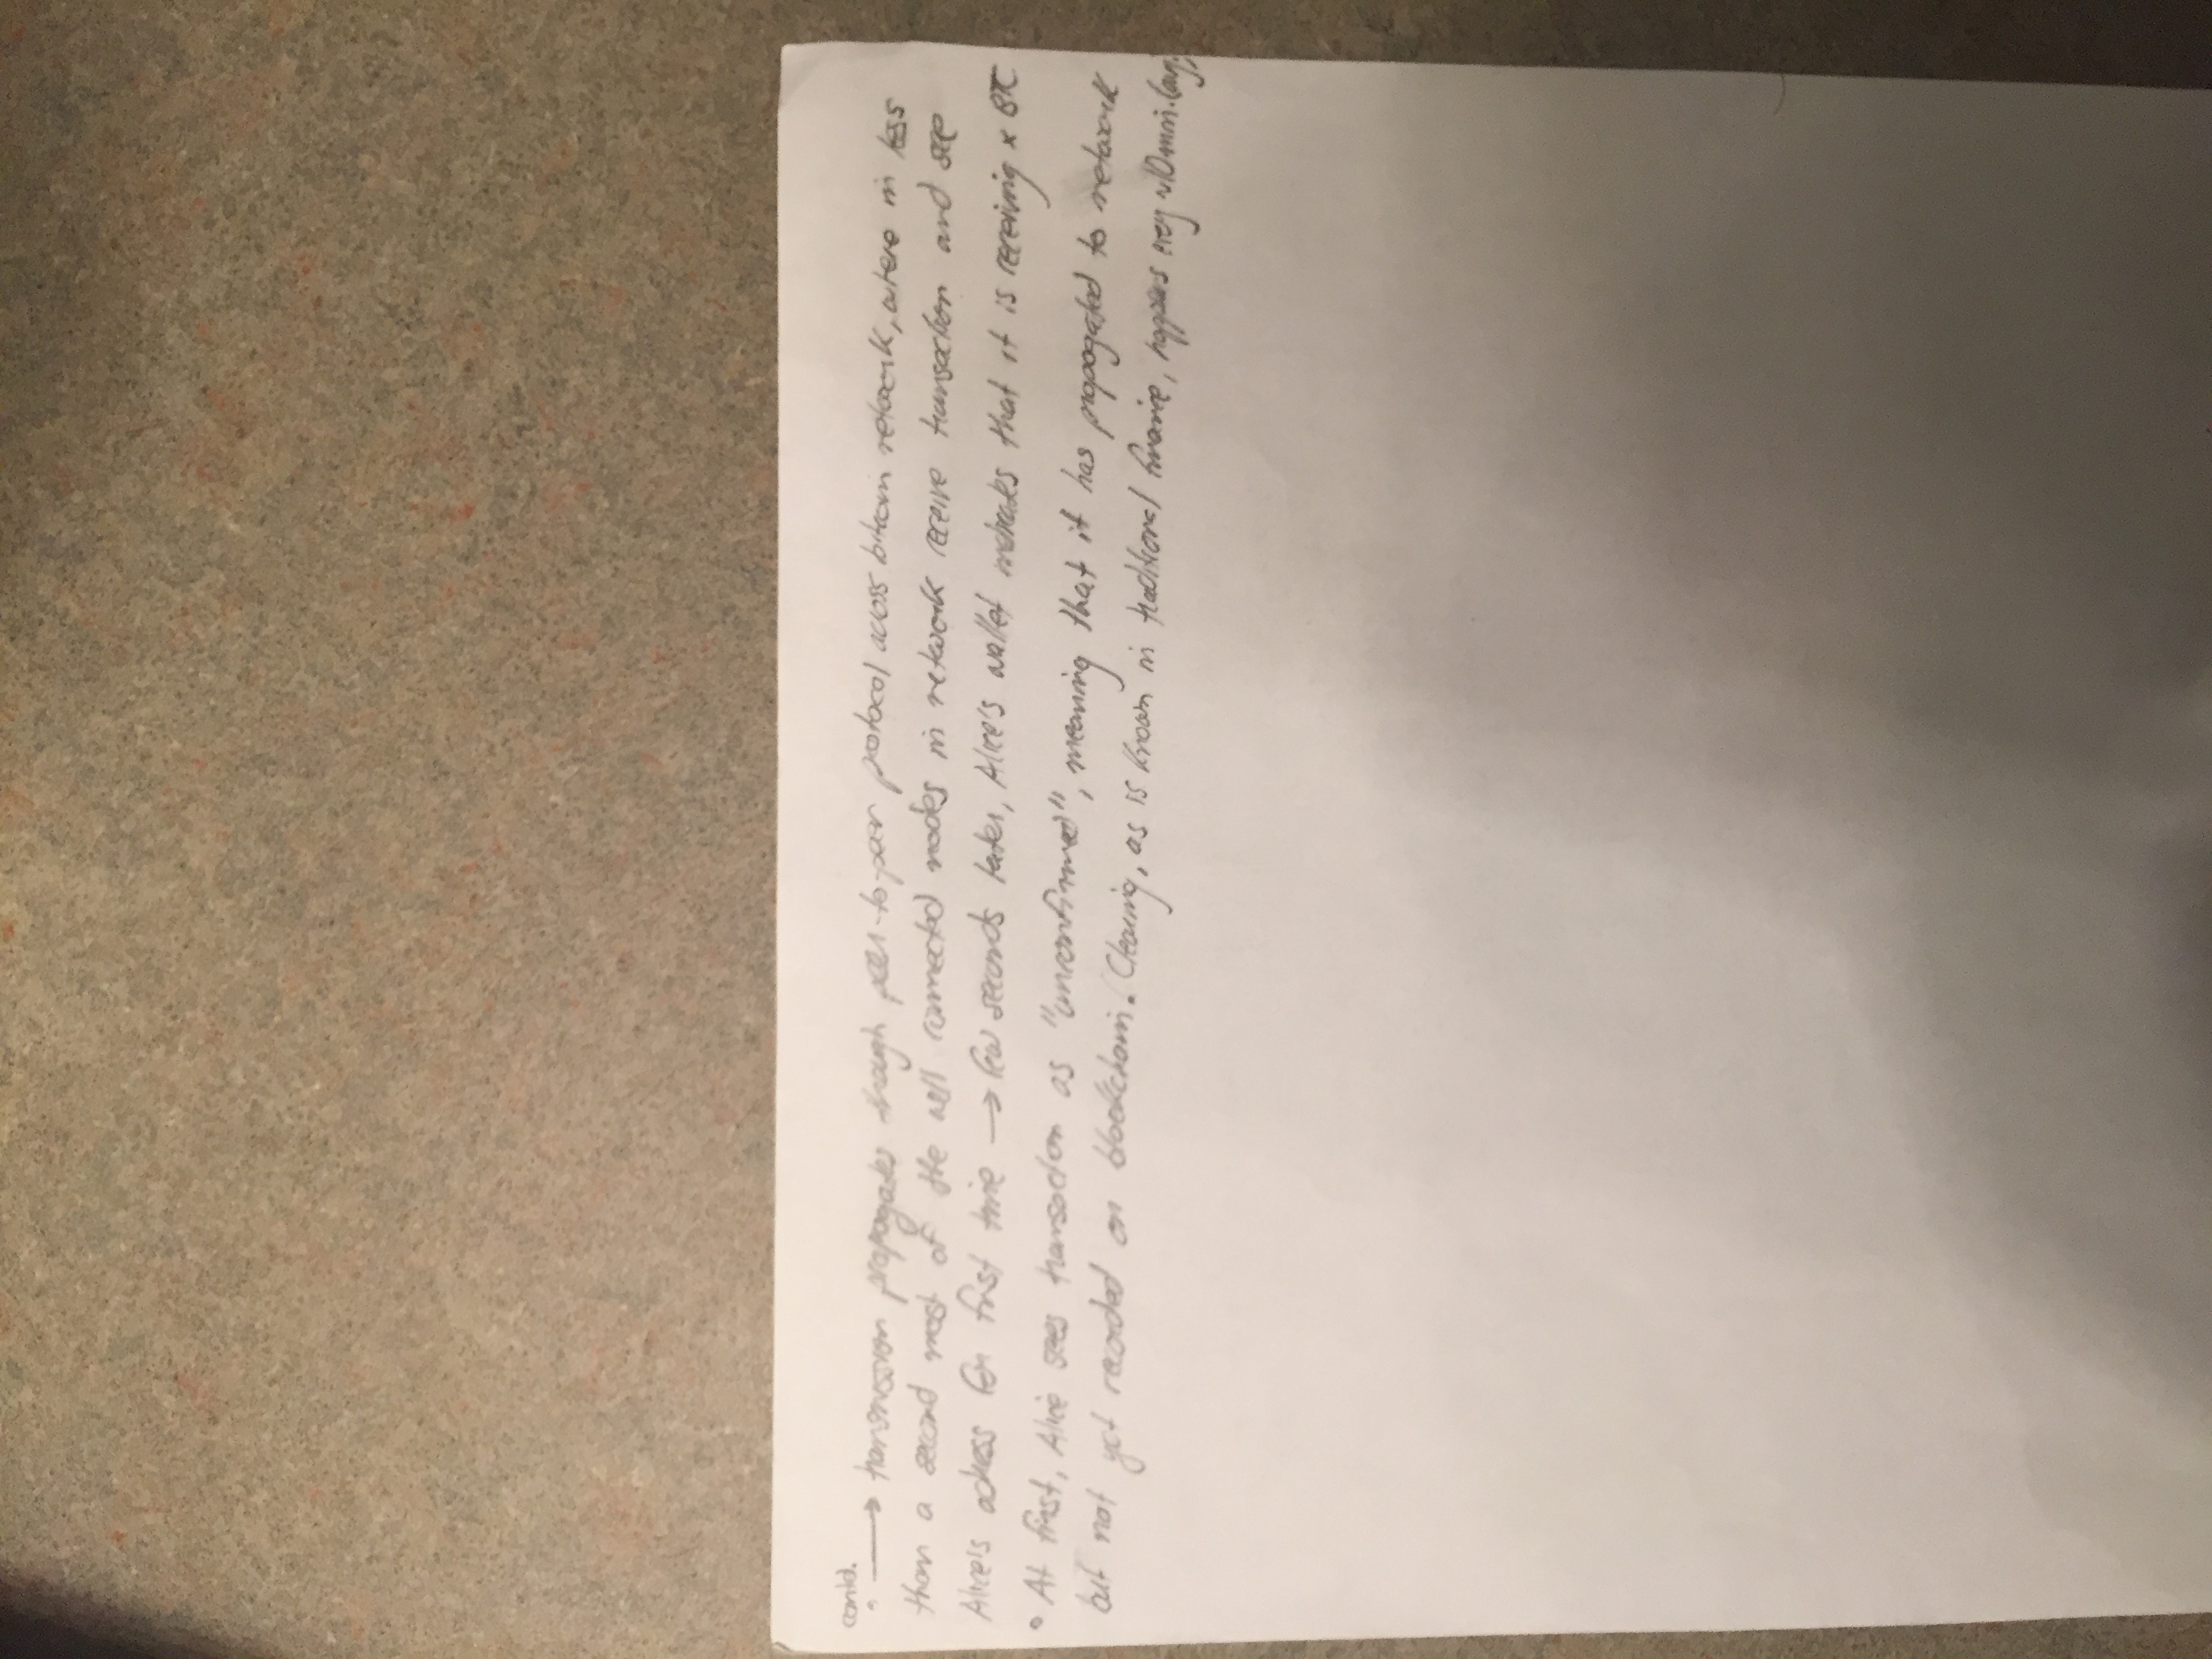 contd.
◦ → transmission propagates through peer-to-peer protocol across bitcoin network, where in less
than a second most of the well connected nodes in network receive transaction and see
Alice's address for first time → few seconds later, Alice's wallet indicates that it is receiving x BTC
◦ At first, Alice sees transaction as "unconfirmed", meaning that it has propagated to network
but not yet recorded on blockchain. (Clearing, as is known in traditional finance, happens every ~10min.